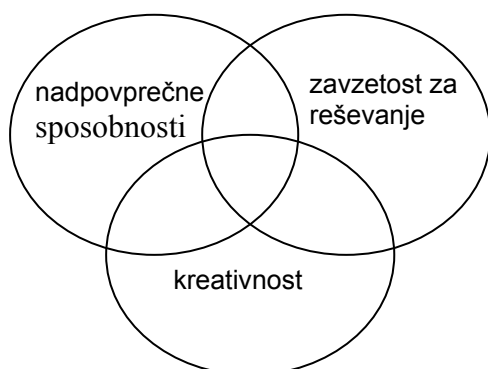 nadpovprečne
sposobnosti
zavzetost za
reševanje
kreativnost